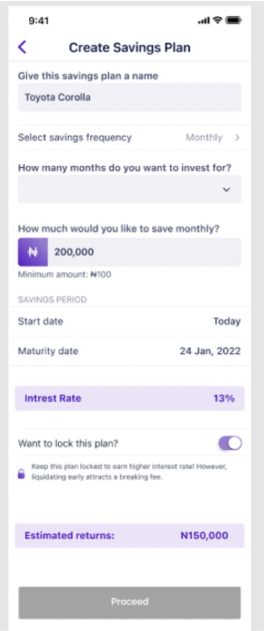 9:41
Create Savings Plan
Give this savings plan a name
Toyota Corolla
Select savings frequency Monthly >
How many months do you want to invest for?
How much would you like to save monthly?
₦ 200,000
Minimum amount: ₦100
SAVINGS PERIOD
Start date Today
Maturity date 24 Jan, 2022
Intrest Rate 13%
Want to lock this plan?
Keep this plan locked to earn higher interest rate! However,
liquidating early attracts a breaking fee.
Estimated returns: N150,000
Proceed